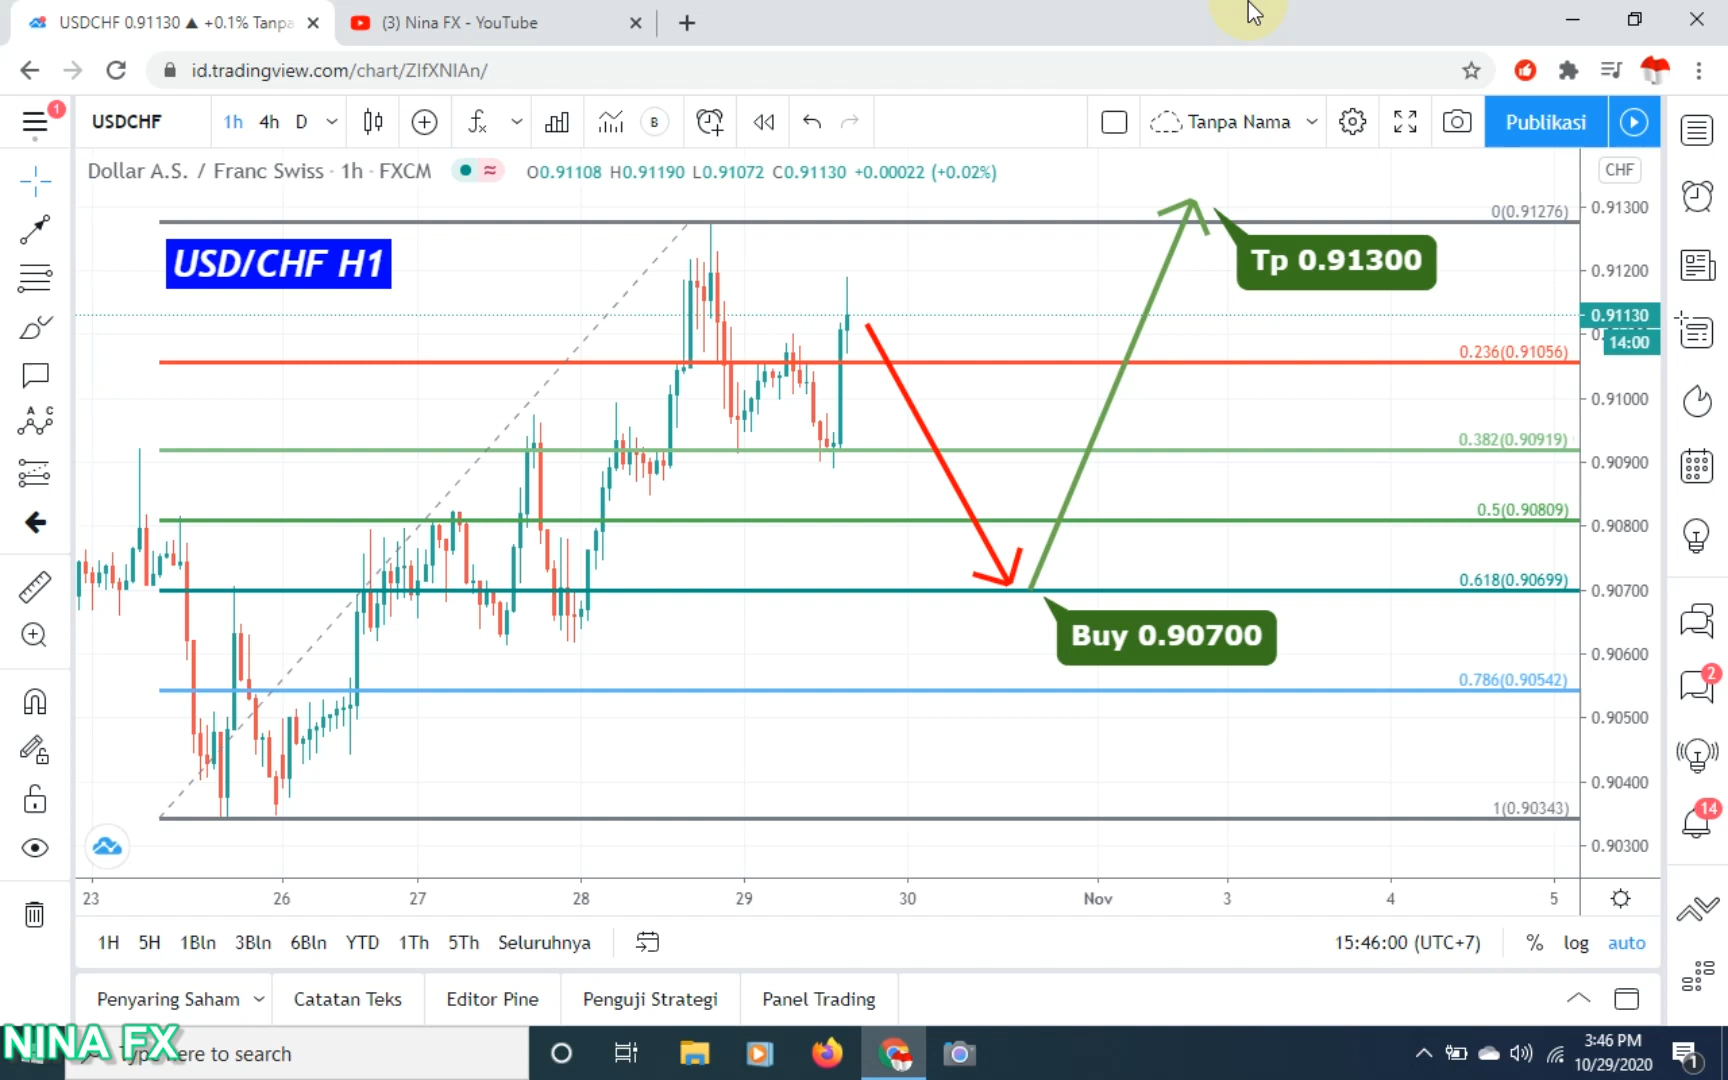 USDCHF 0.91130 ▲ +0.1% Tanpa
(3) Nina FX - YouTube
id.tradingview.com/chart/ZIfXNIAn/
1
USDCHF
1h 4h D
B
Tanpa Nama
Publikasi
Dollar A.S. / Franc Swiss · 1h · FXCM
O0.91108 H0.91190 L0.91072 C0.91130 +0.00022 (+0.02%)
CHF
0(0.91276)
0.91300
USD/CHF H1
Tp 0.91300
0.91200
0.91130
14:00
0.236(0.91056)
0.91000
0.382(0.90919)
0.90900
0.5(0.90809)
0.90800
0.618(0.90699)
0.90700
Buy 0.90700
0.90600
0.786(0.90542)
2
0.90500
0.90400
1(0.90343)
14
0.90300
23 26 27 28 29 30 Nov 3 4 5
1H 5H 1Bln 3Bln 6Bln YTD 1Th 5Th Seluruhnya
15:46:00 (UTC+7) % log auto
Penyaring Saham Catatan Teks Editor Pine Penguji Strategi Panel Trading
NINA FX
here to search
3:46 PM
10/29/2020
1